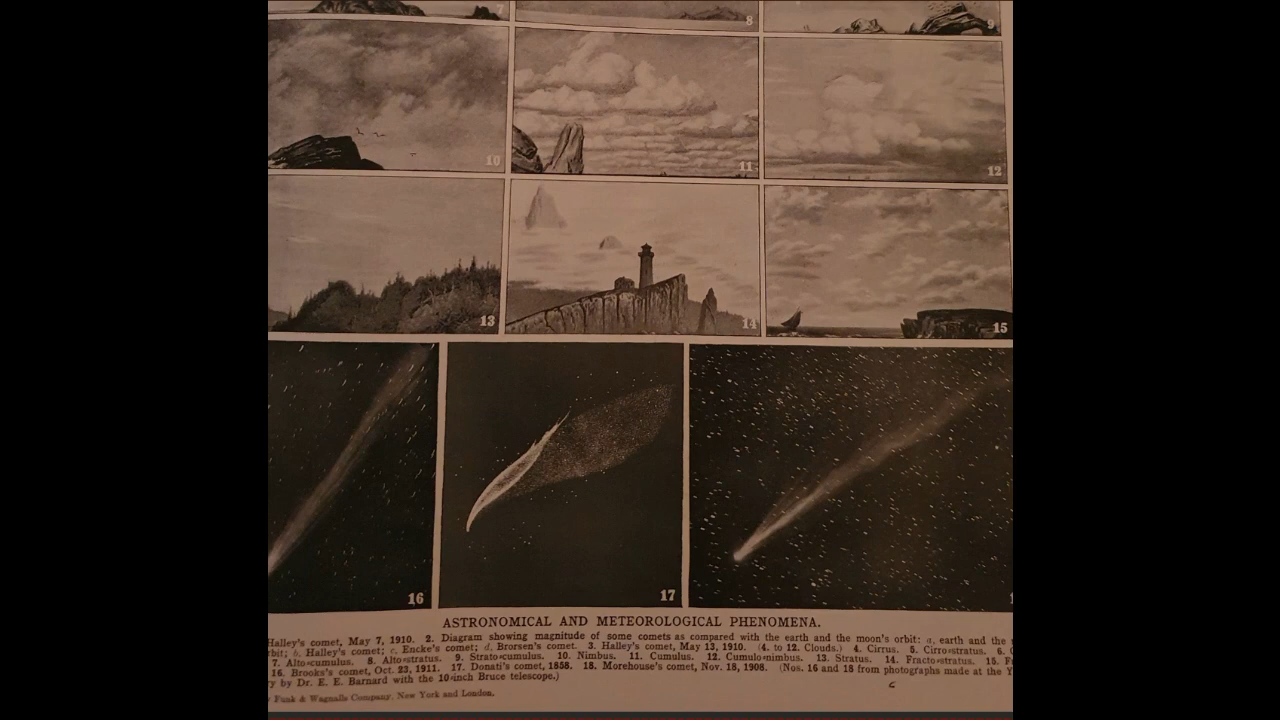 7
8
9
10
11
12
13
14
15
16
17
ASTRONOMICAL AND METEOROLOGICAL PHENOMENA.
Halley's comet, May 7, 1910. 2. Diagram showing magnitude of some comets as compared with the earth and the moon's orbit: a, earth and the
rbit; b, Halley's comet; c, Encke's comet; d, Brorsen's comet. 3. Halley's comet, May 13, 1910. (4. to 12. Clouds.) 4. Cirrus. 5. Cirro-stratus. 6.
7. Alto-cumulus. 8. Alto-stratus. 9. Strato-cumulus. 10. Nimbus. 11. Cumulus. 12. Cumulo-nimbus. 13. Stratus. 14. Fracto-stratus. 15.
16. Brooks's comet, Oct. 23, 1911. 17. Donati's comet, 1858. 18. Morehouse's comet, Nov. 18, 1908. (Nos. 16 and 18 from photographs made at the Y
ry by Dr. E. E. Barnard with the 10-inch Bruce telescope.)
Funk & Wagnalls Company, New York and London.